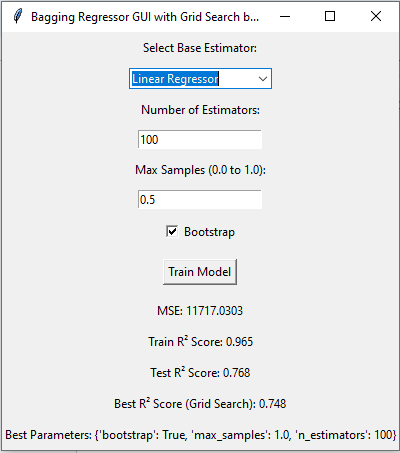 Bagging Regressor GUI with Grid Search b...
Select Base Estimator:
Linear Regressor
Number of Estimators:
100
Max Samples (0.0 to 1.0):
0.5
Bootstrap
Train Model
MSE: 11717.0303
Train R² Score: 0.965
Test R² Score: 0.768
Best R² Score (Grid Search): 0.748
Best Parameters: {'bootstrap': True, 'max_samples': 1.0, 'n_estimators': 100}